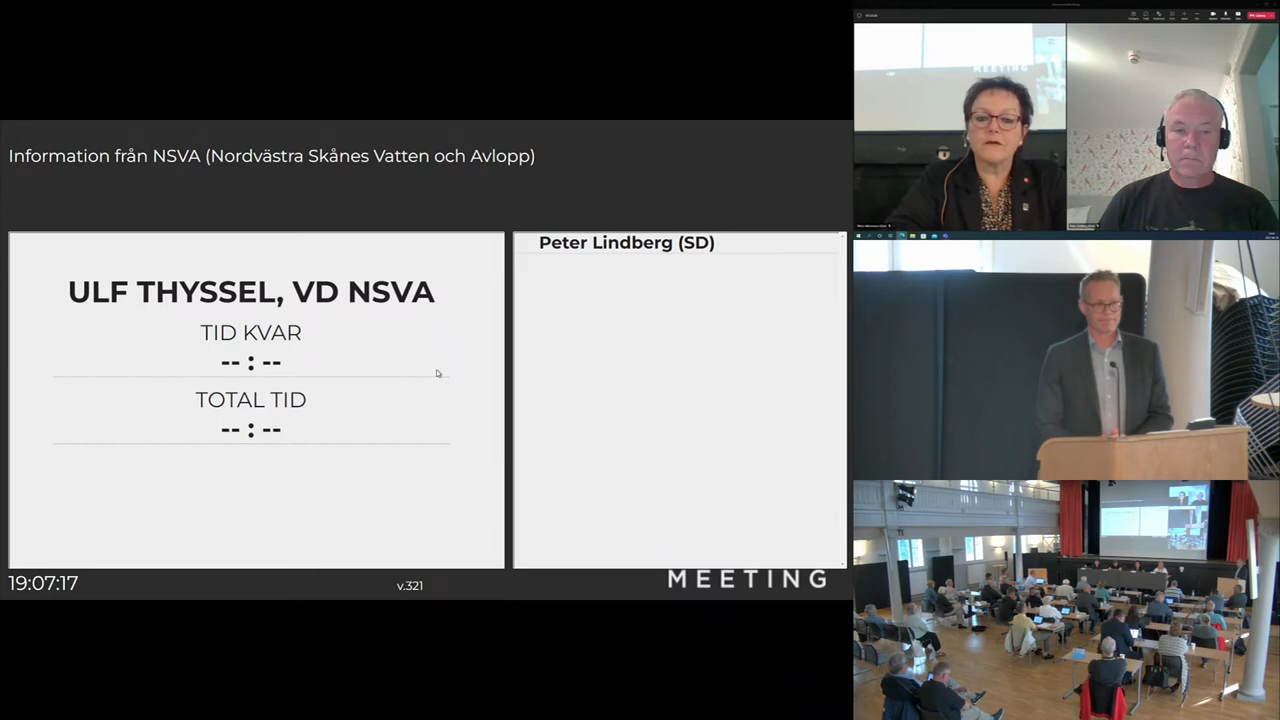 Information från NSVA (Nordvästra Skånes Vatten och Avlopp)
ULF THYSSEL, VD NSVA
TID KVAR
-- : --
TOTAL TID
-- : --
Peter Lindberg (SD)
19:07:17
v.321
MEETING
MEETING